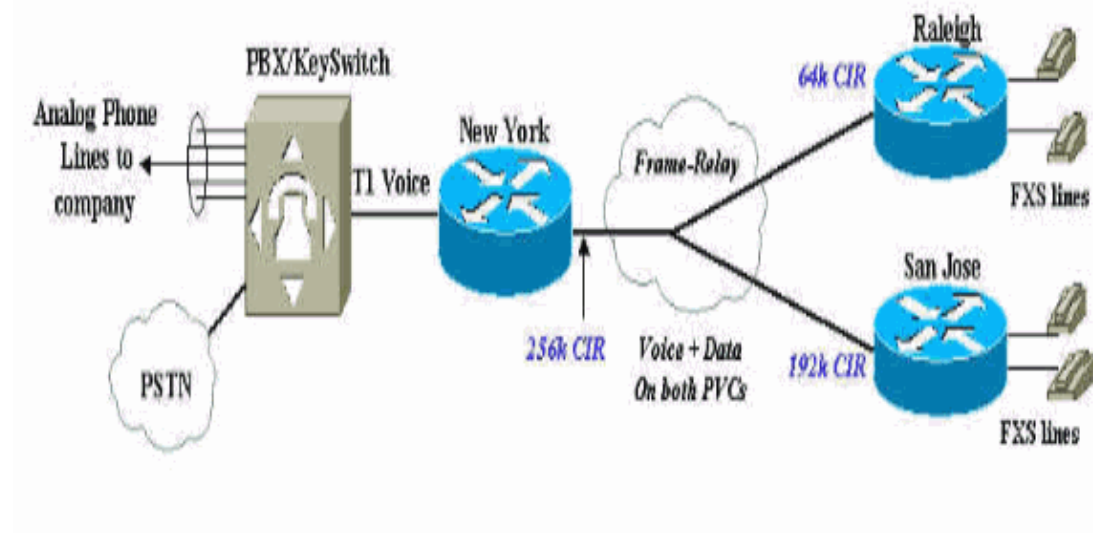 PBX/KeySwitch
Analog Phone
Lines to
company
T1 Voice
PSTN
New York
256k CIR
Frame-Relay
Voice + Data
On both PVCs
Raleigh
64k CIR
FXS lines
San Jose
192k CIR
FXS lines